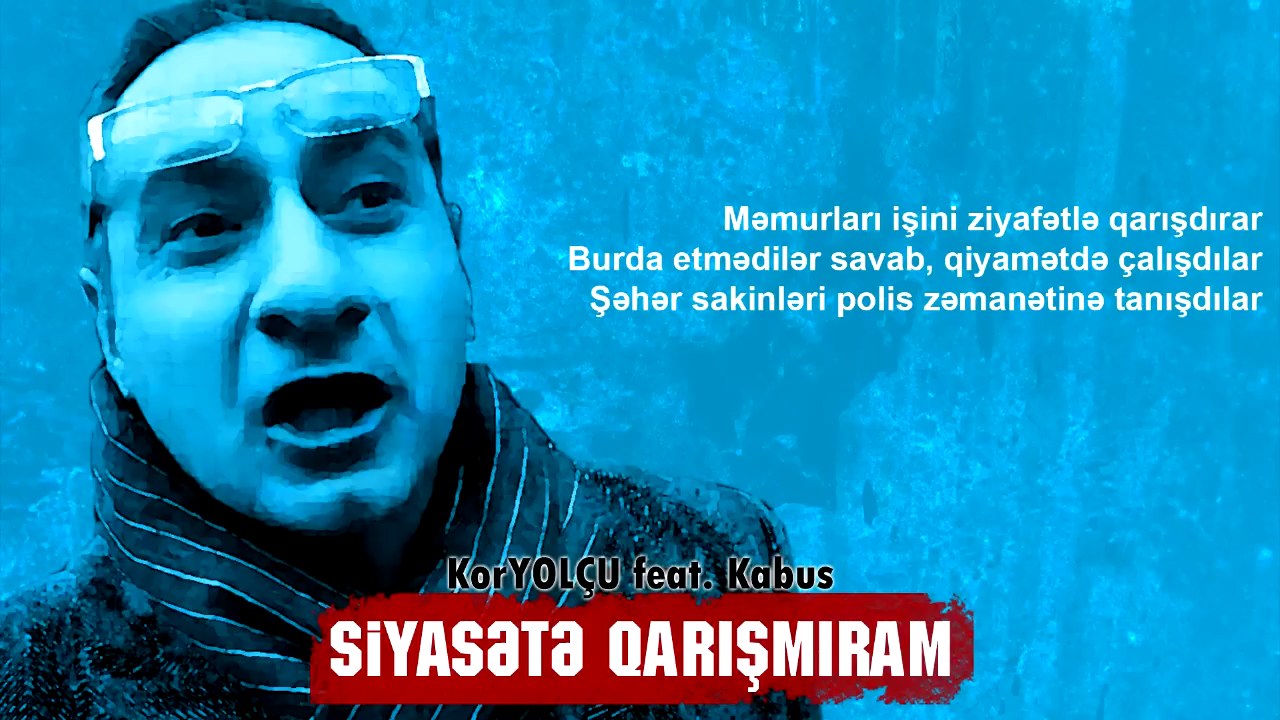 Məmurları işini ziyafətlə qarışdırar
Burda etmədilər savab, qiyamətdə çalışdılar
Şəhər sakinləri polis zəmanətinə tanışdılar
KorYOLÇU feat. Kabus
SİYASƏTƏ QARIŞMIRAM